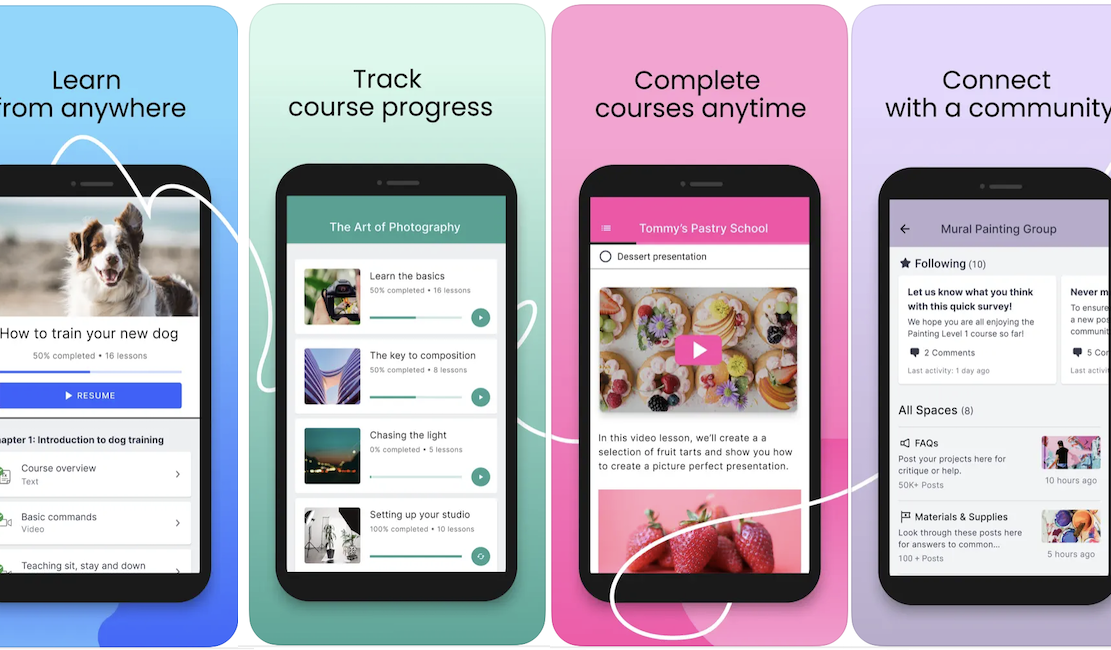 Learn
from anywhere
How to train your new dog
50% completed • 16 lessons
RESUME
Chapter 1: Introduction to dog training
Course overview
Text
Basic commands
Video
Teaching sit, stay and down
Track
course progress
The Art of Photography
Learn the basics
50% completed • 16 lessons
The key to composition
50% completed • 8 lessons
Chasing the light
0% completed • 5 lessons
Setting up your studio
100% completed • 10 lessons
Complete
courses anytime
Tommy's Pastry School
Dessert presentation
In this video lesson, we'll create a a
selection of fruit tarts and show you how
to create a picture perfect presentation.
Connect
with a community
Mural Painting Group
Following (10)
Let us know what you think
with this quick survey!
We hope you are all enjoying the
Painting Level 1 course so far!
2 Comments
Last activity: 1 day ago
Never m
To ensure
a new pos
communit
5 Co
Last activi
All Spaces (8)
FAQs
Post your projects here for
critique or help.
50K+ Posts
10 hours ago
Materials & Supplies
Look through these posts here
for answers to common...
100 + Posts
5 hours ago